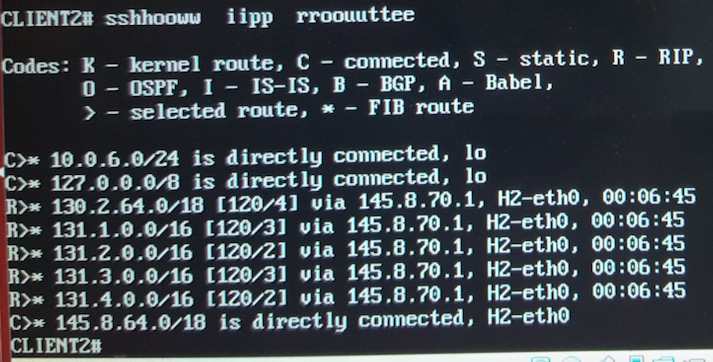 CLIENT2# sshhooww  iipp  rroouuttee
Codes: K - kernel route, C - connected, S - static, R - RIP,
       O - OSPF, I - IS-IS, B - BGP, A - Babel,
       > - selected route, * - FIB route
C>* 10.0.6.0/24 is directly connected, lo
C>* 127.0.0.0/8 is directly connected, lo
R>* 130.2.64.0/18 [120/4] via 145.8.70.1, H2-eth0, 00:06:45
R>* 131.1.0.0/16 [120/3] via 145.8.70.1, H2-eth0, 00:06:45
R>* 131.2.0.0/16 [120/2] via 145.8.70.1, H2-eth0, 00:06:45
R>* 131.3.0.0/16 [120/3] via 145.8.70.1, H2-eth0, 00:06:45
R>* 131.4.0.0/16 [120/2] via 145.8.70.1, H2-eth0, 00:06:45
C>* 145.8.64.0/18 is directly connected, H2-eth0
CLIENT2#